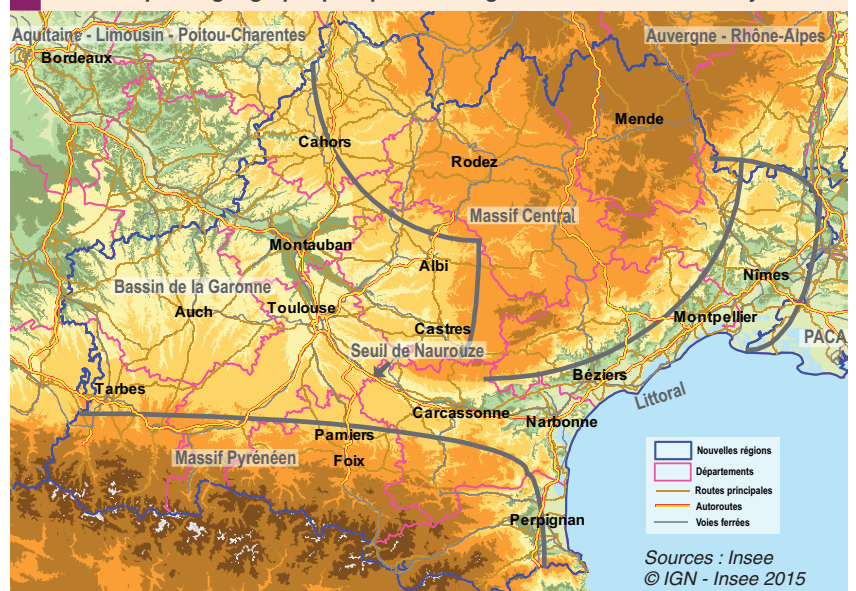 Aquitaine - Limousin - Poitou-Charentes
Auvergne - Rhône-Alpes
Bordeaux
Mende
Cahors
Rodez
Massif Central
Montauban
Albi
Nîmes
Bassin de la Garonne
Auch
Toulouse
Montpellier
Castres
PACA
Seuil de Naurouze
Béziers
Tarbes
Littoral
Carcassonne
Narbonne
Pamiers
Massif Pyrénéen
Foix
Perpignan
Nouvelles régions
Départements
Routes principales
Autoroutes
Voies ferrées
Sources : Insee
© IGN - Insee 2015